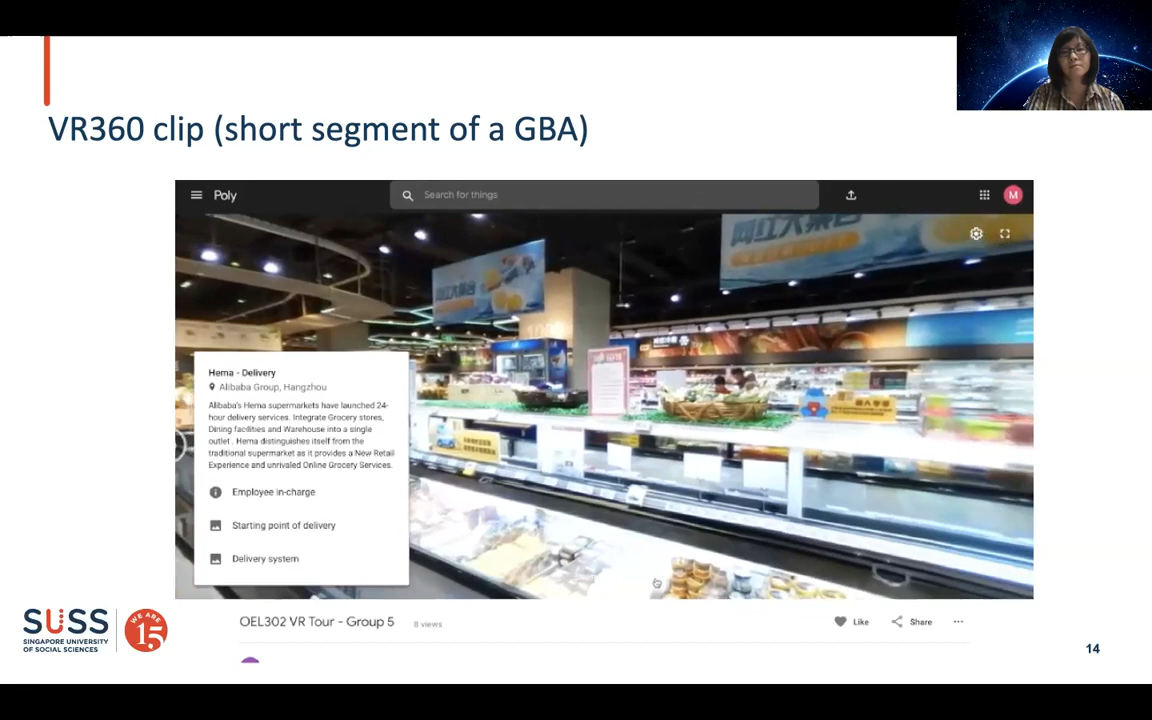 VR360 clip (short segment of a GBA)
Poly
Search for things
M
Hema - Delivery
Alibaba Group, Hangzhou
Alibaba's Hema supermarkets have launched 24-
hour delivery services. Integrate Grocery stores,
Dining facilities and Warehouse into a single
outlet . Hema distinguishes itself from the
traditional supermarket as it provides a New Retail
Experience and unrivaled Online Grocery Services.
Employee in-charge
Starting point of delivery
Delivery system
OEL302 VR Tour - Group 5
8 views
Like
Share
SUSS
SINGAPORE UNIVERSITY
OF SOCIAL SCIENCES
WE ARE
15
14